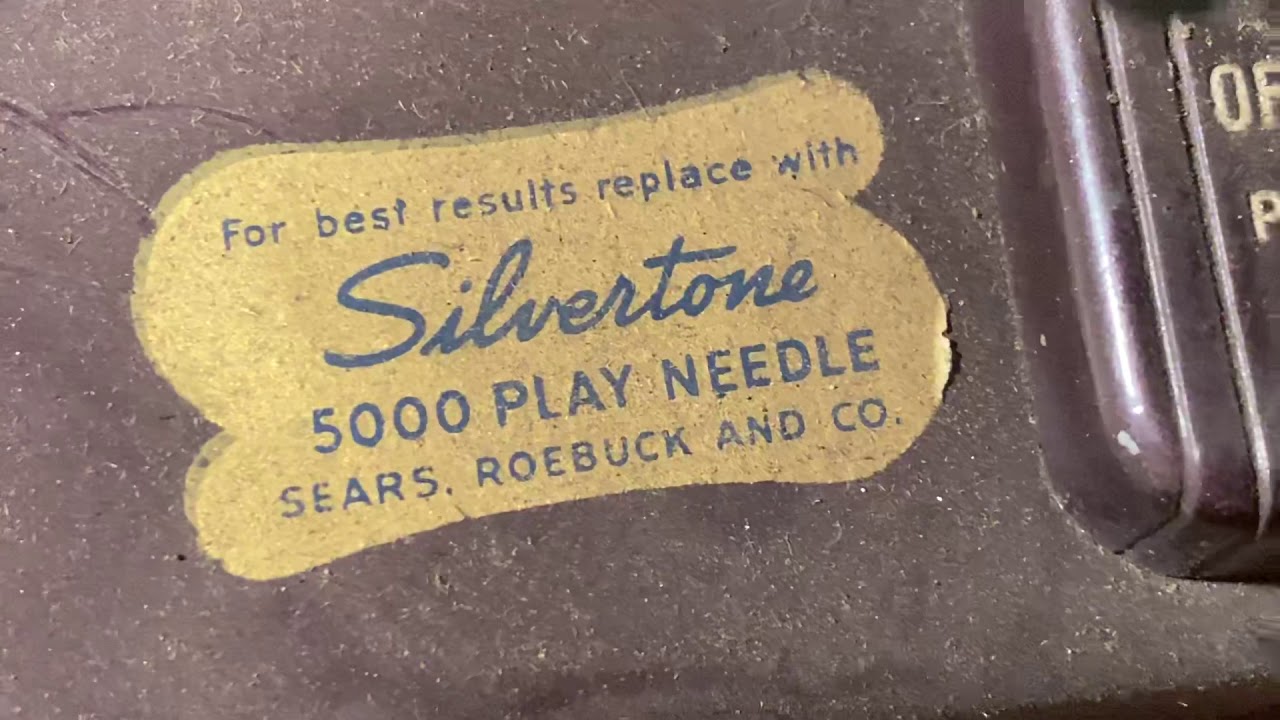 For best results replace with
Silvertone
5000 PLAY NEEDLE
SEARS, ROEBUCK AND CO.